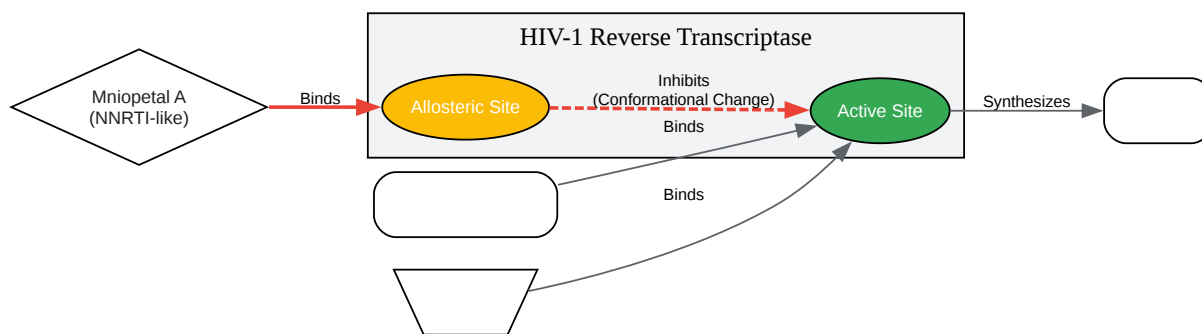 HIV-1 Reverse Transcriptase
Mniopetal A
(NNRTI-like)
Binds
Allosteric Site
Inhibits
(Conformational Change)
Active Site
Synthesizes
Binds
Binds